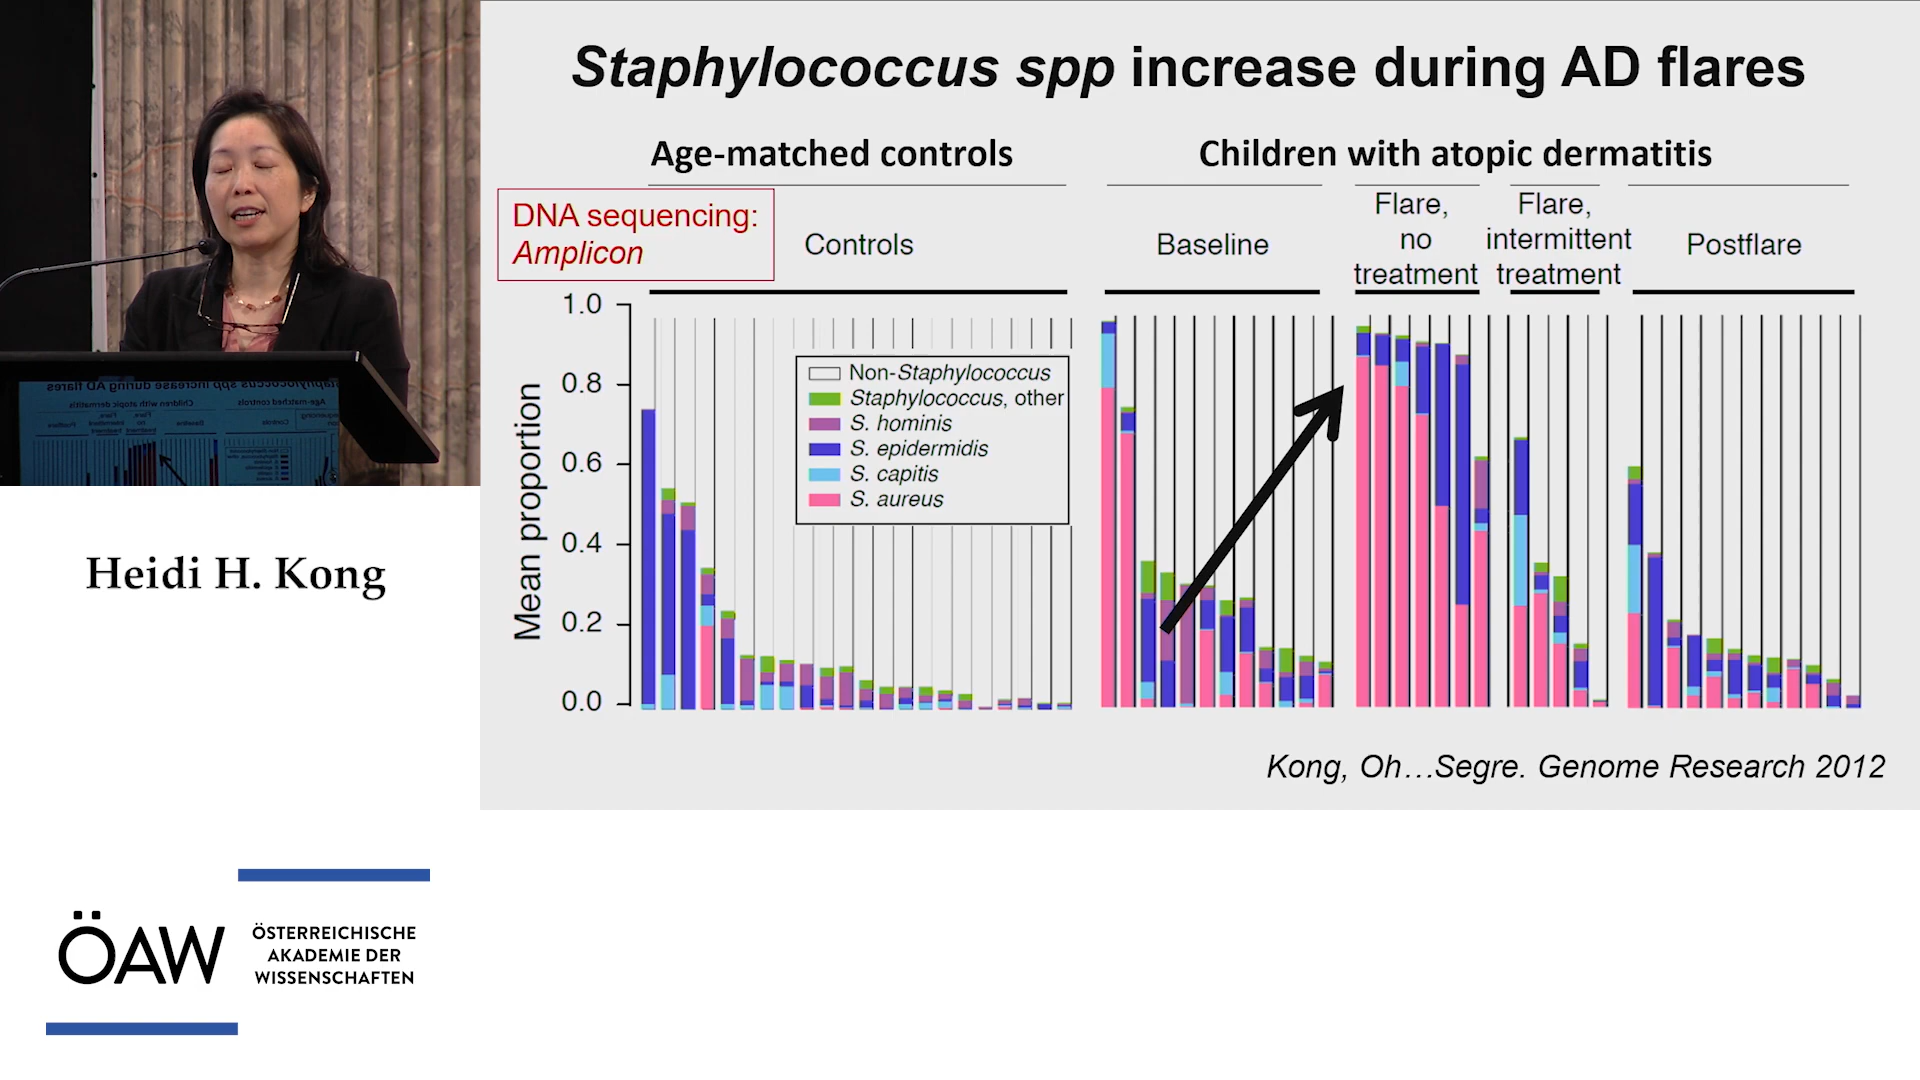 Staphylococcus spp increase during AD flares
Age-matched controls
Children with atopic dermatitis
DNA sequencing:
Amplicon
Controls
Baseline
Flare,
no
treatment
Flare,
intermittent
treatment
Postflare
Mean proportion
1.0
0.8
0.6
0.4
0.2
0.0
Non-Staphylococcus
Staphylococcus, other
S. hominis
S. epidermidis
S. capitis
S. aureus
Kong, Oh…Segre. Genome Research 2012
Heidi H. Kong
ÖAW
ÖSTERREICHISCHE
AKADEMIE DER
WISSENSCHAFTEN